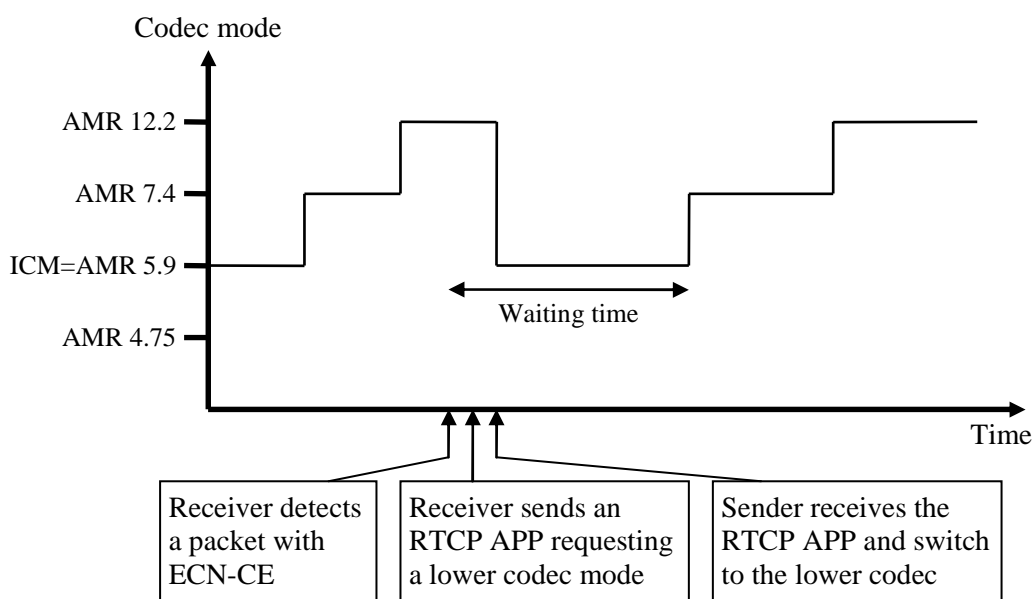 Codec mode
AMR 12.2
AMR 7.4
ICM=AMR 5.9
Waiting time
AMR 4.75
Time
Receiver detects
a packet with
ECN-CE
Receiver sends an
RTCP APP requesting
a lower codec mode
Sender receives the
RTCP APP and switch
to the lower codec